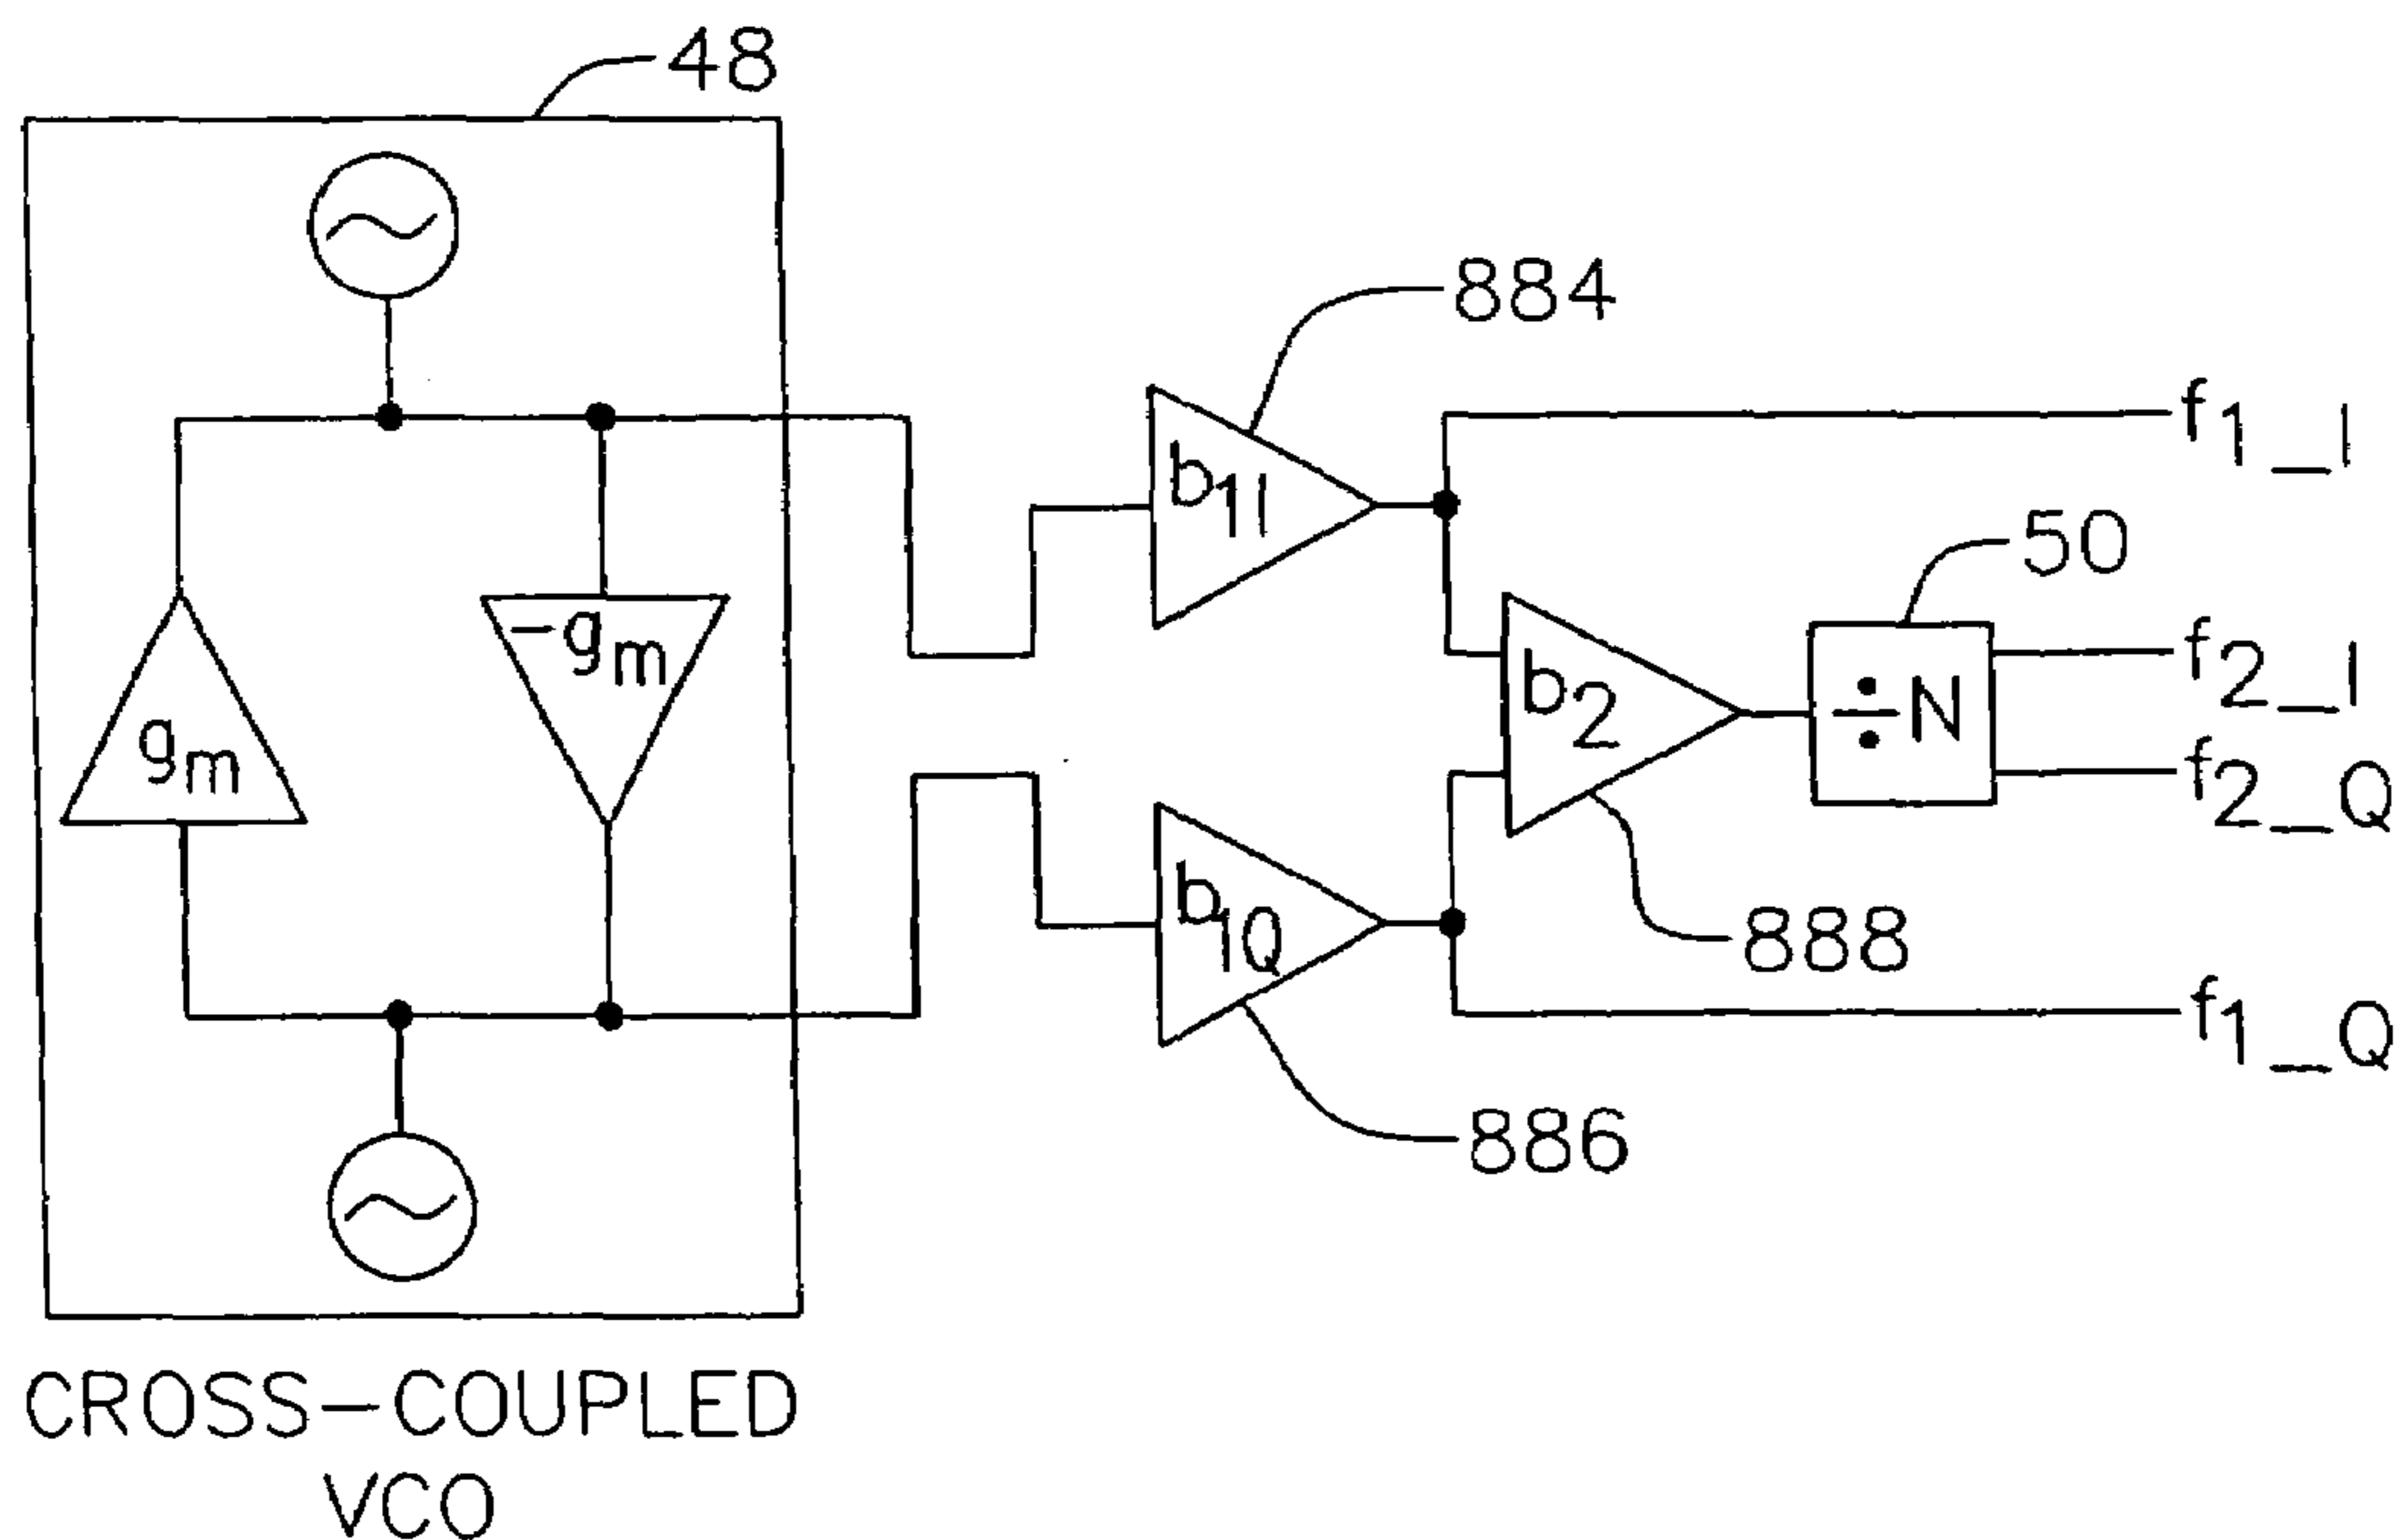 48
884
f1_I
b1I
50
-gm
f2_I
b2
÷N
gm
f2_Q
b1Q
888
f1_Q
886
CROSS-COUPLED
VCO